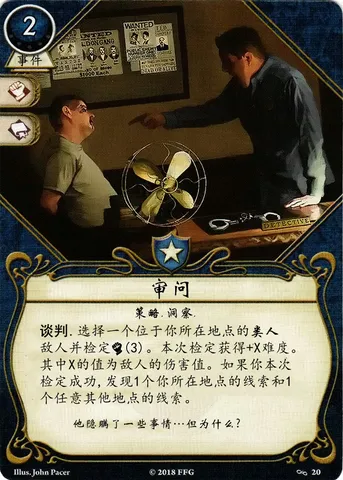 2
事件
WANTED
WANTED
DETECTIVE
审问
策略. 洞察.
谈判. 选择一个位于你所在地点的类人
敌人并检定(3)。本次检定获得+X难度。
其中X的值为敌人的伤害值。如果你本次
检定成功,发现1个你所在地点的线索和1
个任意其他地点的线索。
他隐瞒了一些事情…但为什么?
Illus. John Pacer
© 2018 FFG
20